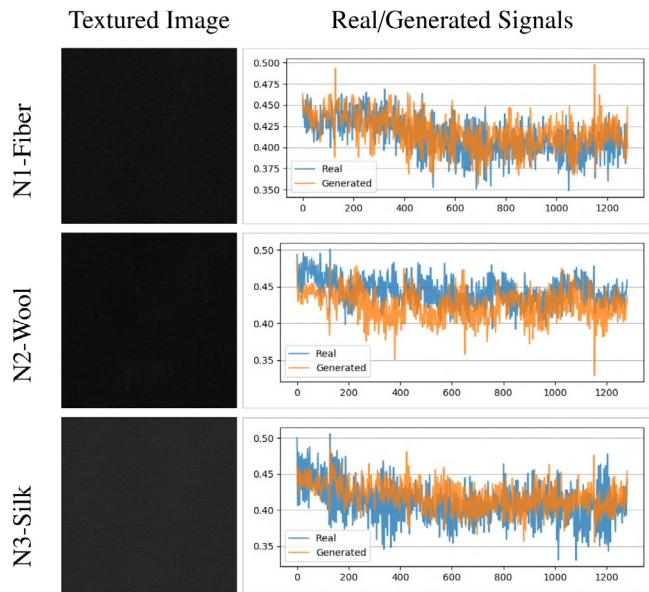 Textured Image
Real/Generated Signals
N1-Fiber
0.500
0.475
0.450
0.425
0.400
0.375
0.350
Real
Generated
0 200 400 600 800 1000 1200
N2-Wool
0.50
0.45
0.40
0.35
Real
Generated
0 200 400 600 800 1000 1200
N3-Silk
0.50
0.45
0.40
0.35
Real
Generated
0 200 400 600 800 1000 1200